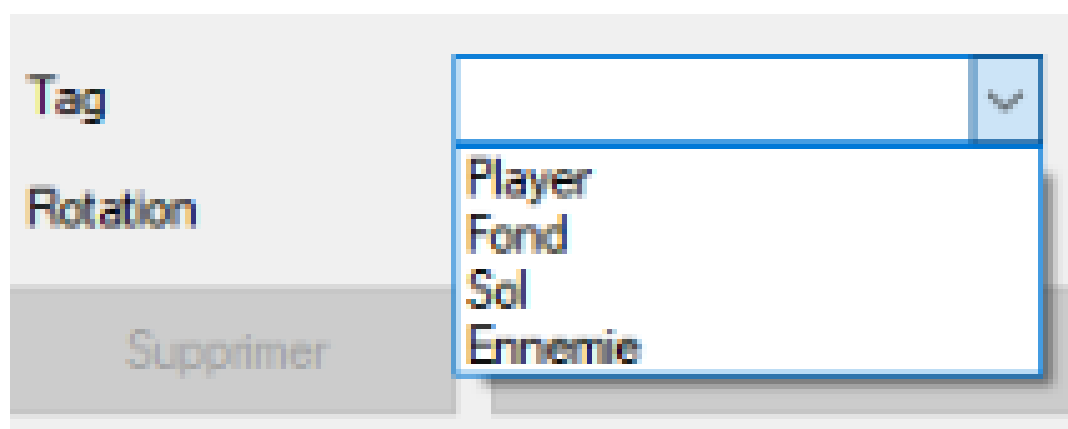 Tag
Player
Rotation
Fond
Sol
Supprimer
Ennemie